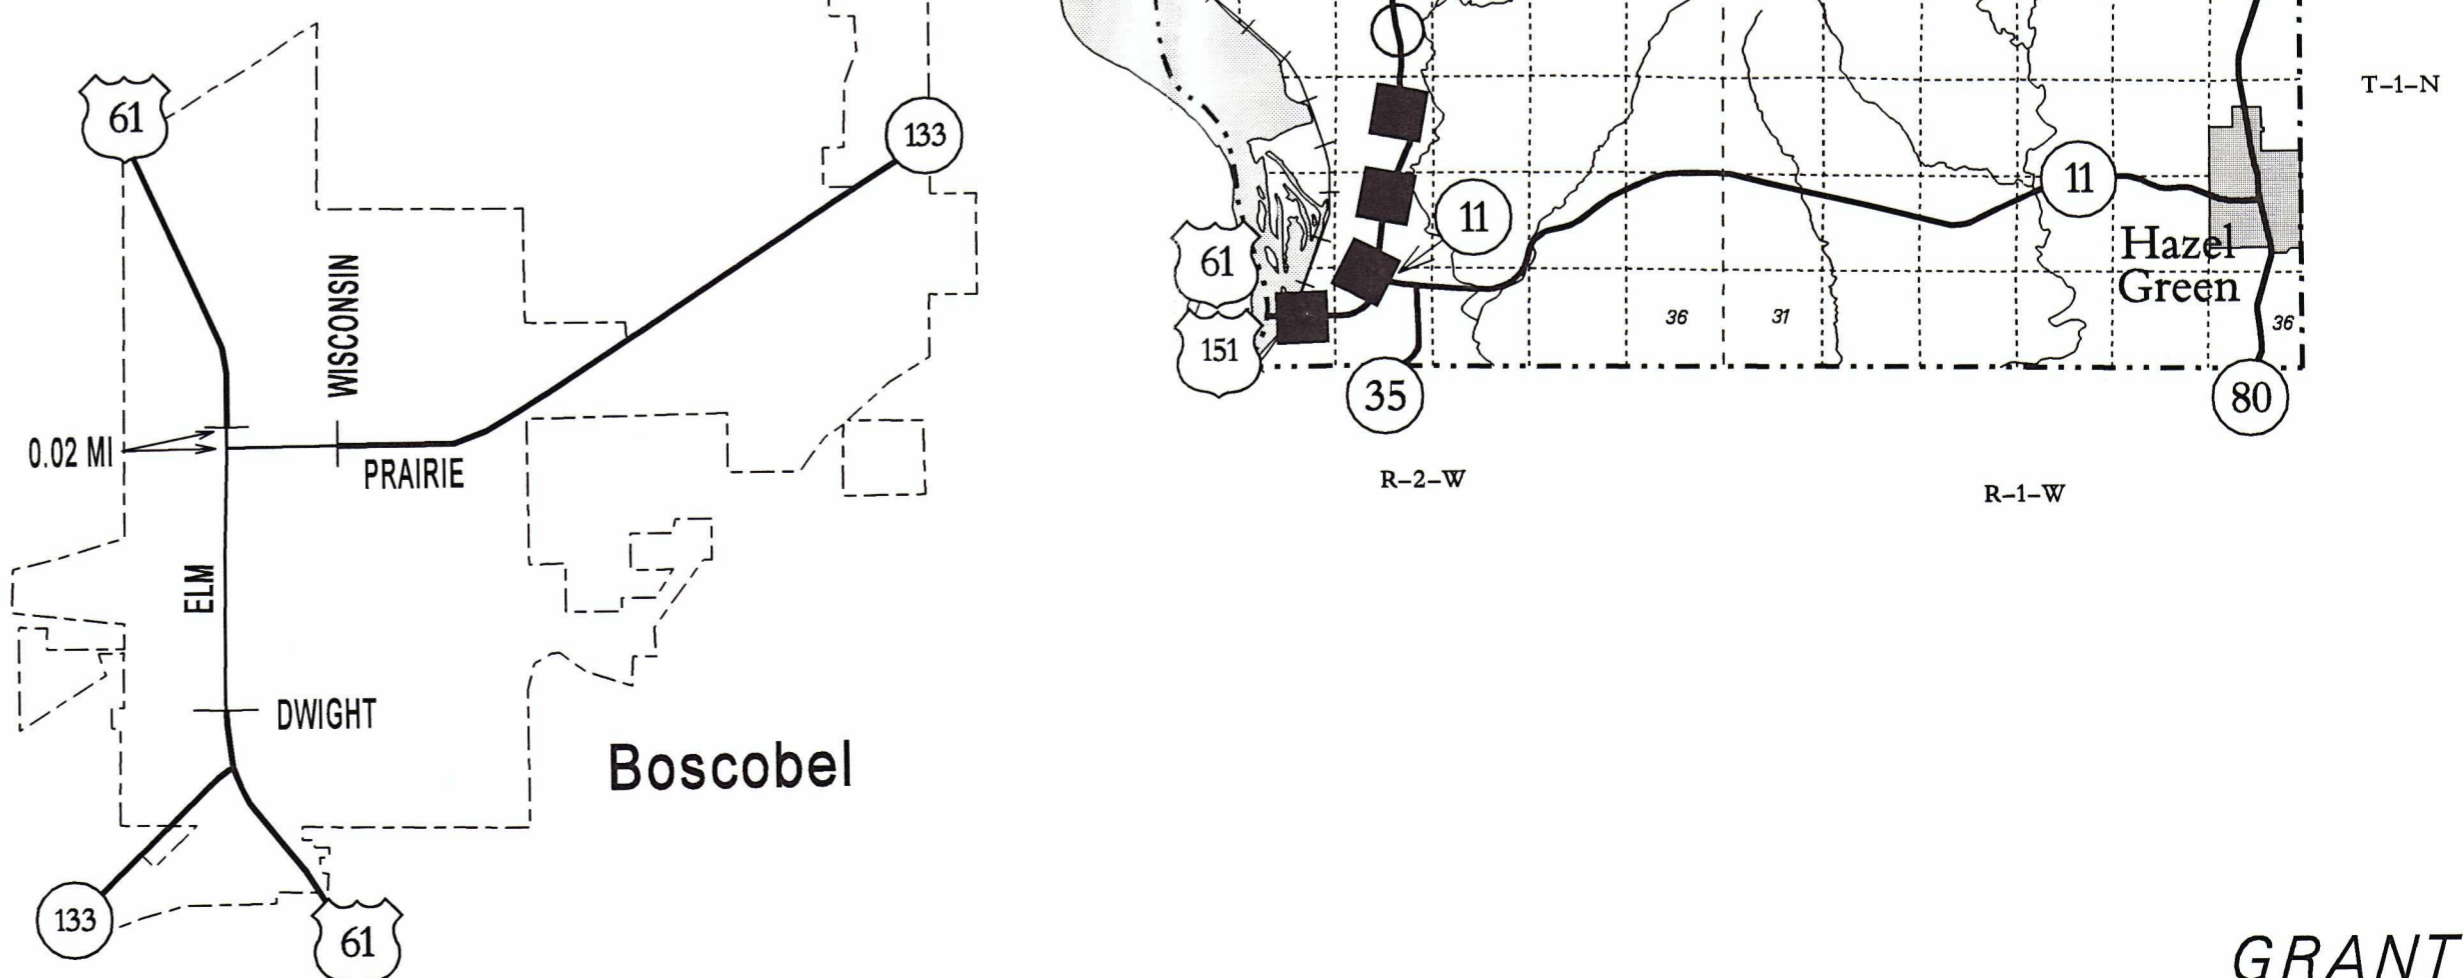 61
133
WISCONSIN
0.02 MI
PRAIRIE
ELM
DWIGHT
Boscobel
133
61
T-1-N
11
11
61
151
Hazel
Green
36
31
36
35
80
R-2-W
R-1-W
GRANT